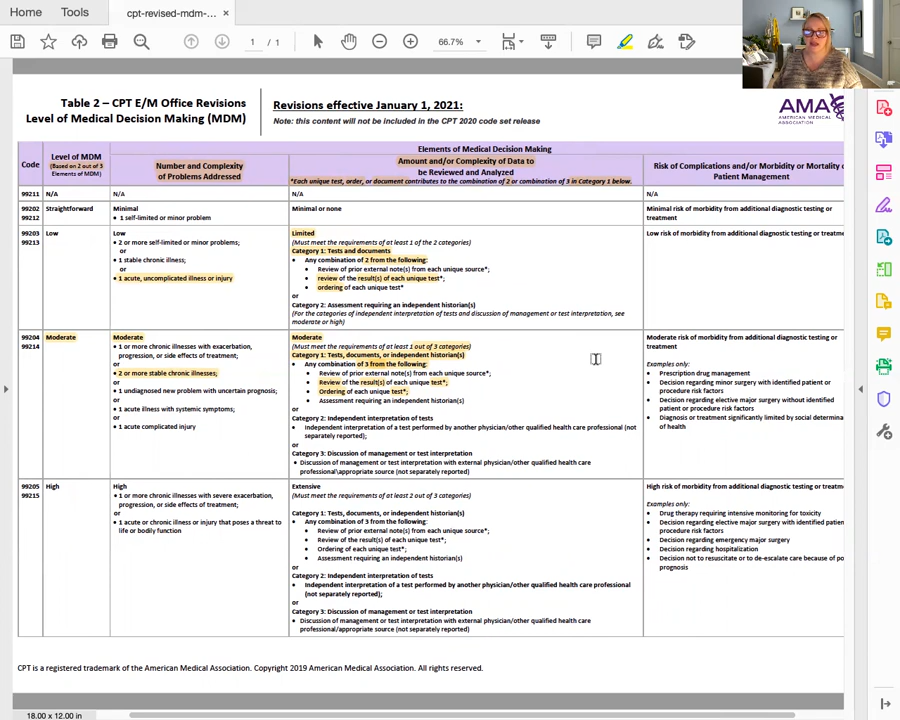 Home
Tools
cpt-revised-mdm-...
×
1 / 1
66.7%
Table 2 – CPT E/M Office Revisions
Level of Medical Decision Making (MDM)
Revisions effective January 1, 2021:
Note: this content will not be included in the CPT 2020 code set release
AMA
AMERICAN MEDICAL
ASSOCIATION
Elements of Medical Decision Making
Code
Level of MDM
(Based on 2 out of 3
Elements of MDM)
Number and Complexity
of Problems Addressed
Amount and/or Complexity of Data to
be Reviewed and Analyzed
*Each unique test, order, or document contributes to the combination of 2 or combination of 3 in Category 1 below.
Risk of Complications and/or Morbidity or Mortality o
Patient Management
99211
N/A
N/A
N/A
N/A
99202
99212
Straightforward
Minimal
• 1 self-limited or minor problem
Minimal or none
Minimal risk of morbidity from additional diagnostic testing or
treatment
99203
99213
Low
Low
• 2 or more self-limited or minor problems;
or
• 1 stable chronic illness;
or
• 1 acute, uncomplicated illness or injury
Limited
(Must meet the requirements of at least 1 of the 2 categories)
Category 1: Tests and documents
• Any combination of 2 from the following:
Review of prior external note(s) from each unique source*;
• review of the result(s) of each unique test*;
• ordering of each unique test*
or
Category 2: Assessment requiring an independent historian(s)
(For the categories of independent interpretation of tests and discussion of management or test interpretation, see
moderate or high)
Low risk of morbidity from additional diagnostic testing or treatme
99204
99214
Moderate
Moderate
• 1 or more chronic illnesses with exacerbation,
progression, or side effects of treatment;
or
• 2 or more stable chronic illnesses;
or
• 1 undiagnosed new problem with uncertain prognosis;
or
• 1 acute illness with systemic symptoms;
or
• 1 acute complicated injury
Moderate
(Must meet the requirements of at least 1 out of 3 categories)
Category 1: Tests, documents, or independent historian(s)
• Any combination of 3 from the following:
• Review of prior external note(s) from each unique source*;
• Review of the result(s) of each unique test*;
• Ordering of each unique test*;
• Assessment requiring an independent historian(s)
or
Category 2: Independent interpretation of tests
• Independent interpretation of a test performed by another physician/other qualified health care professional (not
separately reported);
or
Category 3: Discussion of management or test interpretation
• Discussion of management or test interpretation with external physician/other qualified health care
professional\appropriate source (not separately reported)
Moderate risk of morbidity from additional diagnostic testing or
treatment
Examples only:
• Prescription drug management
• Decision regarding minor surgery with identified patient or
procedure risk factors
• Decision regarding elective major surgery without identified
patient or procedure risk factors
• Diagnosis or treatment significantly limited by social determina
of health
99205
99215
High
High
• 1 or more chronic illnesses with severe exacerbation,
progression, or side effects of treatment;
or
• 1 acute or chronic illness or injury that poses a threat to
life or bodily function
Extensive
(Must meet the requirements of at least 2 out of 3 categories)
Category 1: Tests, documents, or independent historian(s)
• Any combination of 3 from the following:
• Review of prior external note(s) from each unique source*;
• Review of the result(s) of each unique test*;
• Ordering of each unique test*;
• Assessment requiring an independent historian(s)
or
Category 2: Independent interpretation of tests
• Independent interpretation of a test performed by another physician/other qualified health care professional
(not separately reported);
or
Category 3: Discussion of management or test interpretation
• Discussion of management or test interpretation with external physician/other qualified health care
professional/appropriate source (not separately reported)
High risk of morbidity from additional diagnostic testing or treatme
Examples only:
• Drug therapy requiring intensive monitoring for toxicity
• Decision regarding elective major surgery with identified patien
procedure risk factors
• Decision regarding emergency major surgery
• Decision regarding hospitalization
• Decision not to resuscitate or to de-escalate care because of po
prognosis
CPT is a registered trademark of the American Medical Association. Copyright 2019 American Medical Association. All rights reserved.
18.00 x 12.00 in